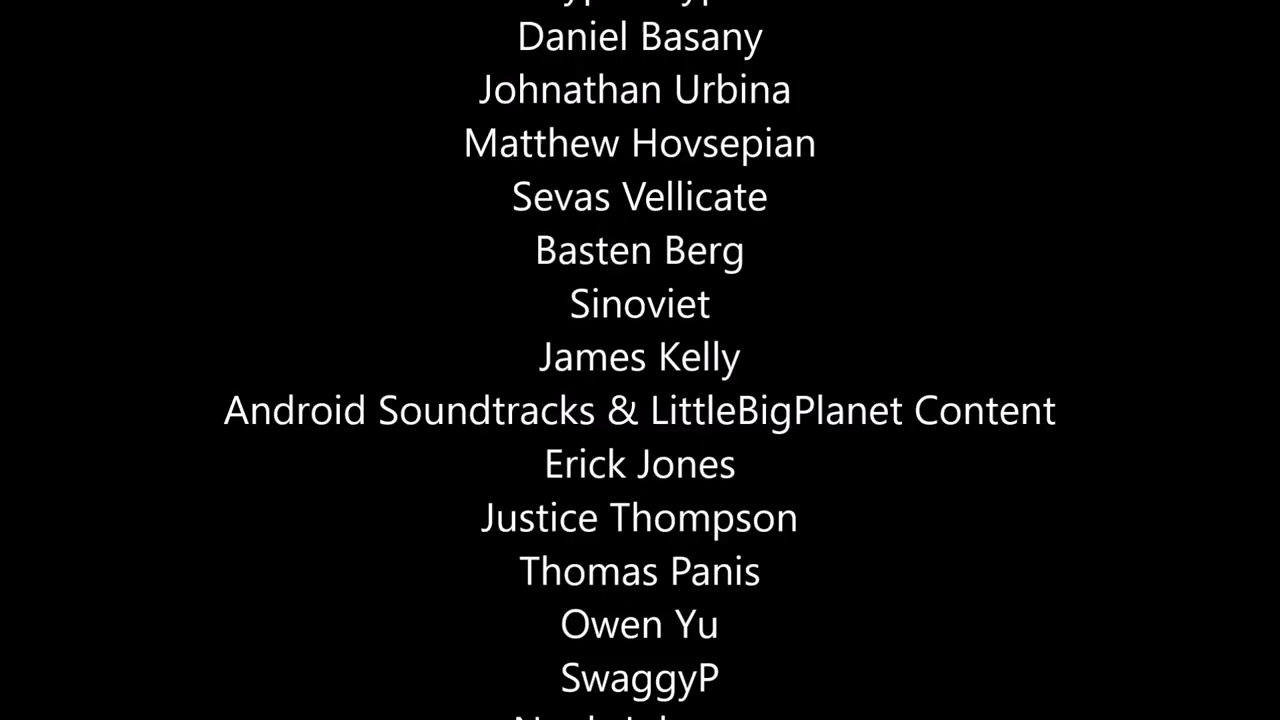 Daniel Basany
Johnathan Urbina
Matthew Hovsepian
Sevas Vellicate
Basten Berg
Sinoviet
James Kelly
Android Soundtracks & LittleBigPlanet Content
Erick Jones
Justice Thompson
Thomas Panis
Owen Yu
SwaggyP